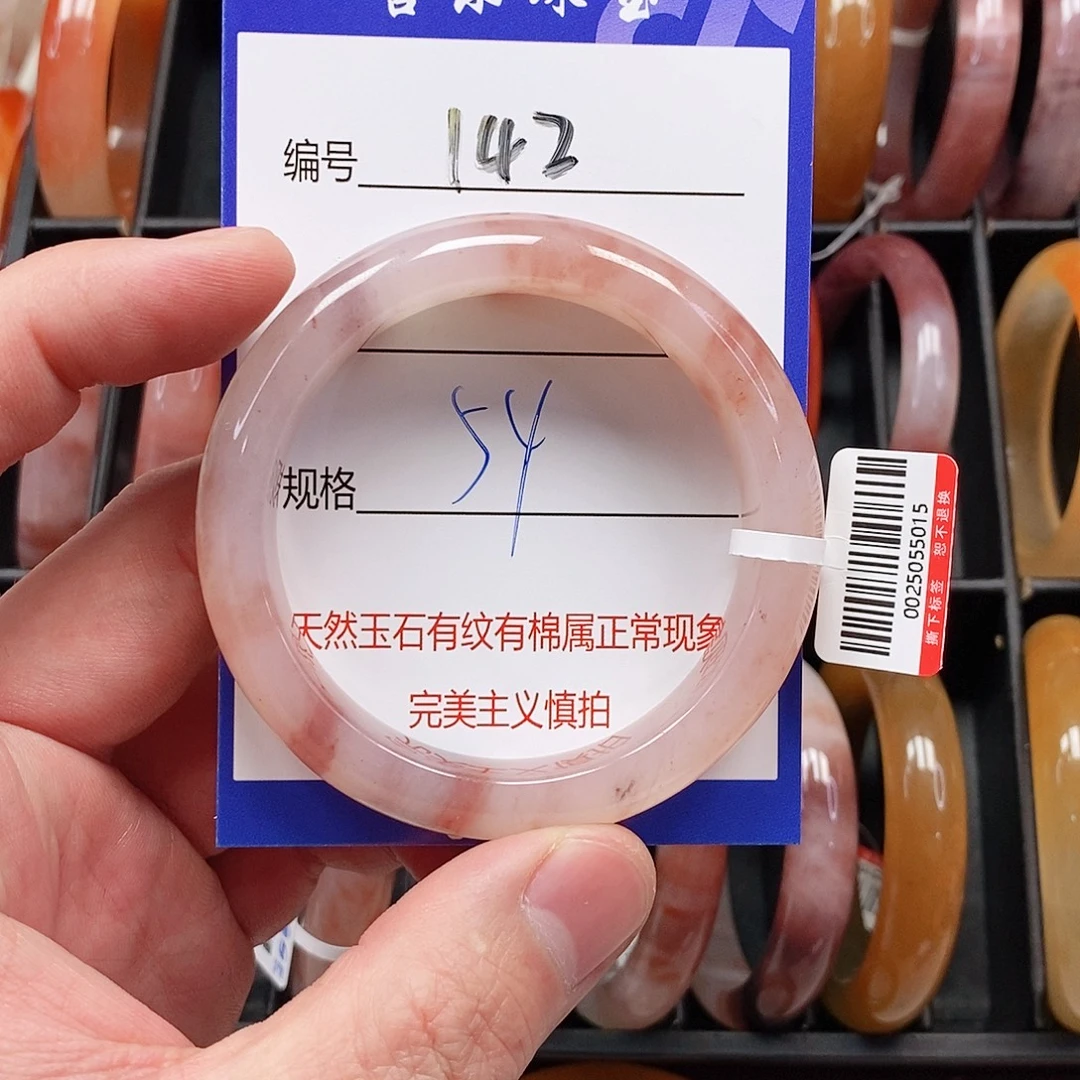 编号 142
规格 54
天然玉石有纹有棉属正常现象
完美主义慎拍
0025055015
撕下标签 恕不退换